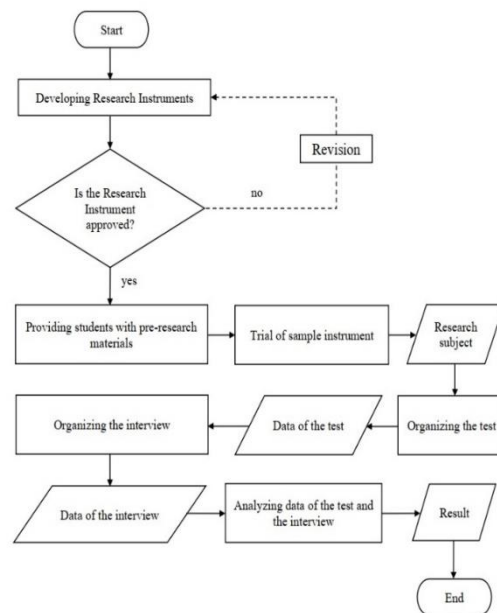 Start
Developing Research Instruments
Revision
Is the Research
Instrument
approved?
no
yes
Providing students with pre-research
materials
Trial of sample instrument
Research
subject
Organizing the interview
Data of the test
Organizing the test
Data of the interview
Analyzing data of the test and
the interview
Result
End